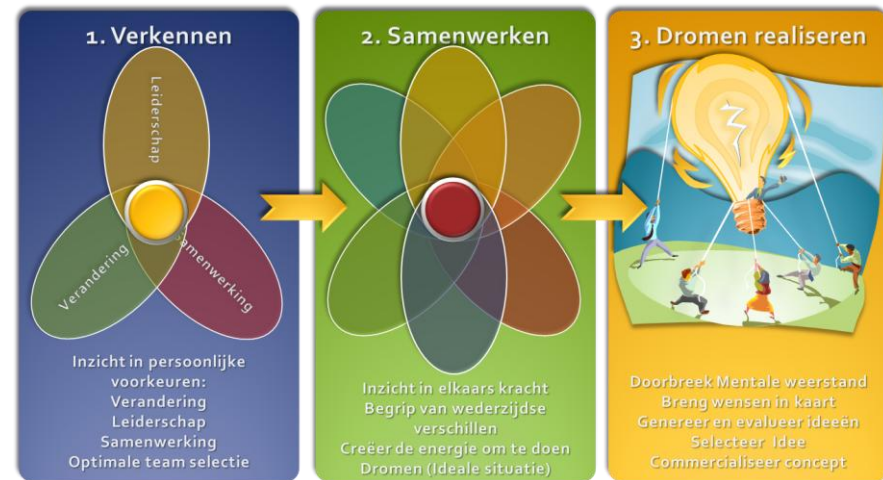 1. Verkennen
Leiderschap
Verandering
Samenwerking
Inzicht in persoonlijke
voorkeuren:
Verandering
Leiderschap
Samenwerking
Optimale team selectie
2. Samenwerken
Inzicht in elkaars kracht
Begrip van wederzijdse
verschillen
Creëer de energie om te doen
Dromen (Ideale situatie)
3. Dromen realiseren
Doorbreek Mentale weerstand
Breng wensen in kaart
Genereer en evalueer ideeën
Selecteer Idee
Commercialiseer concept